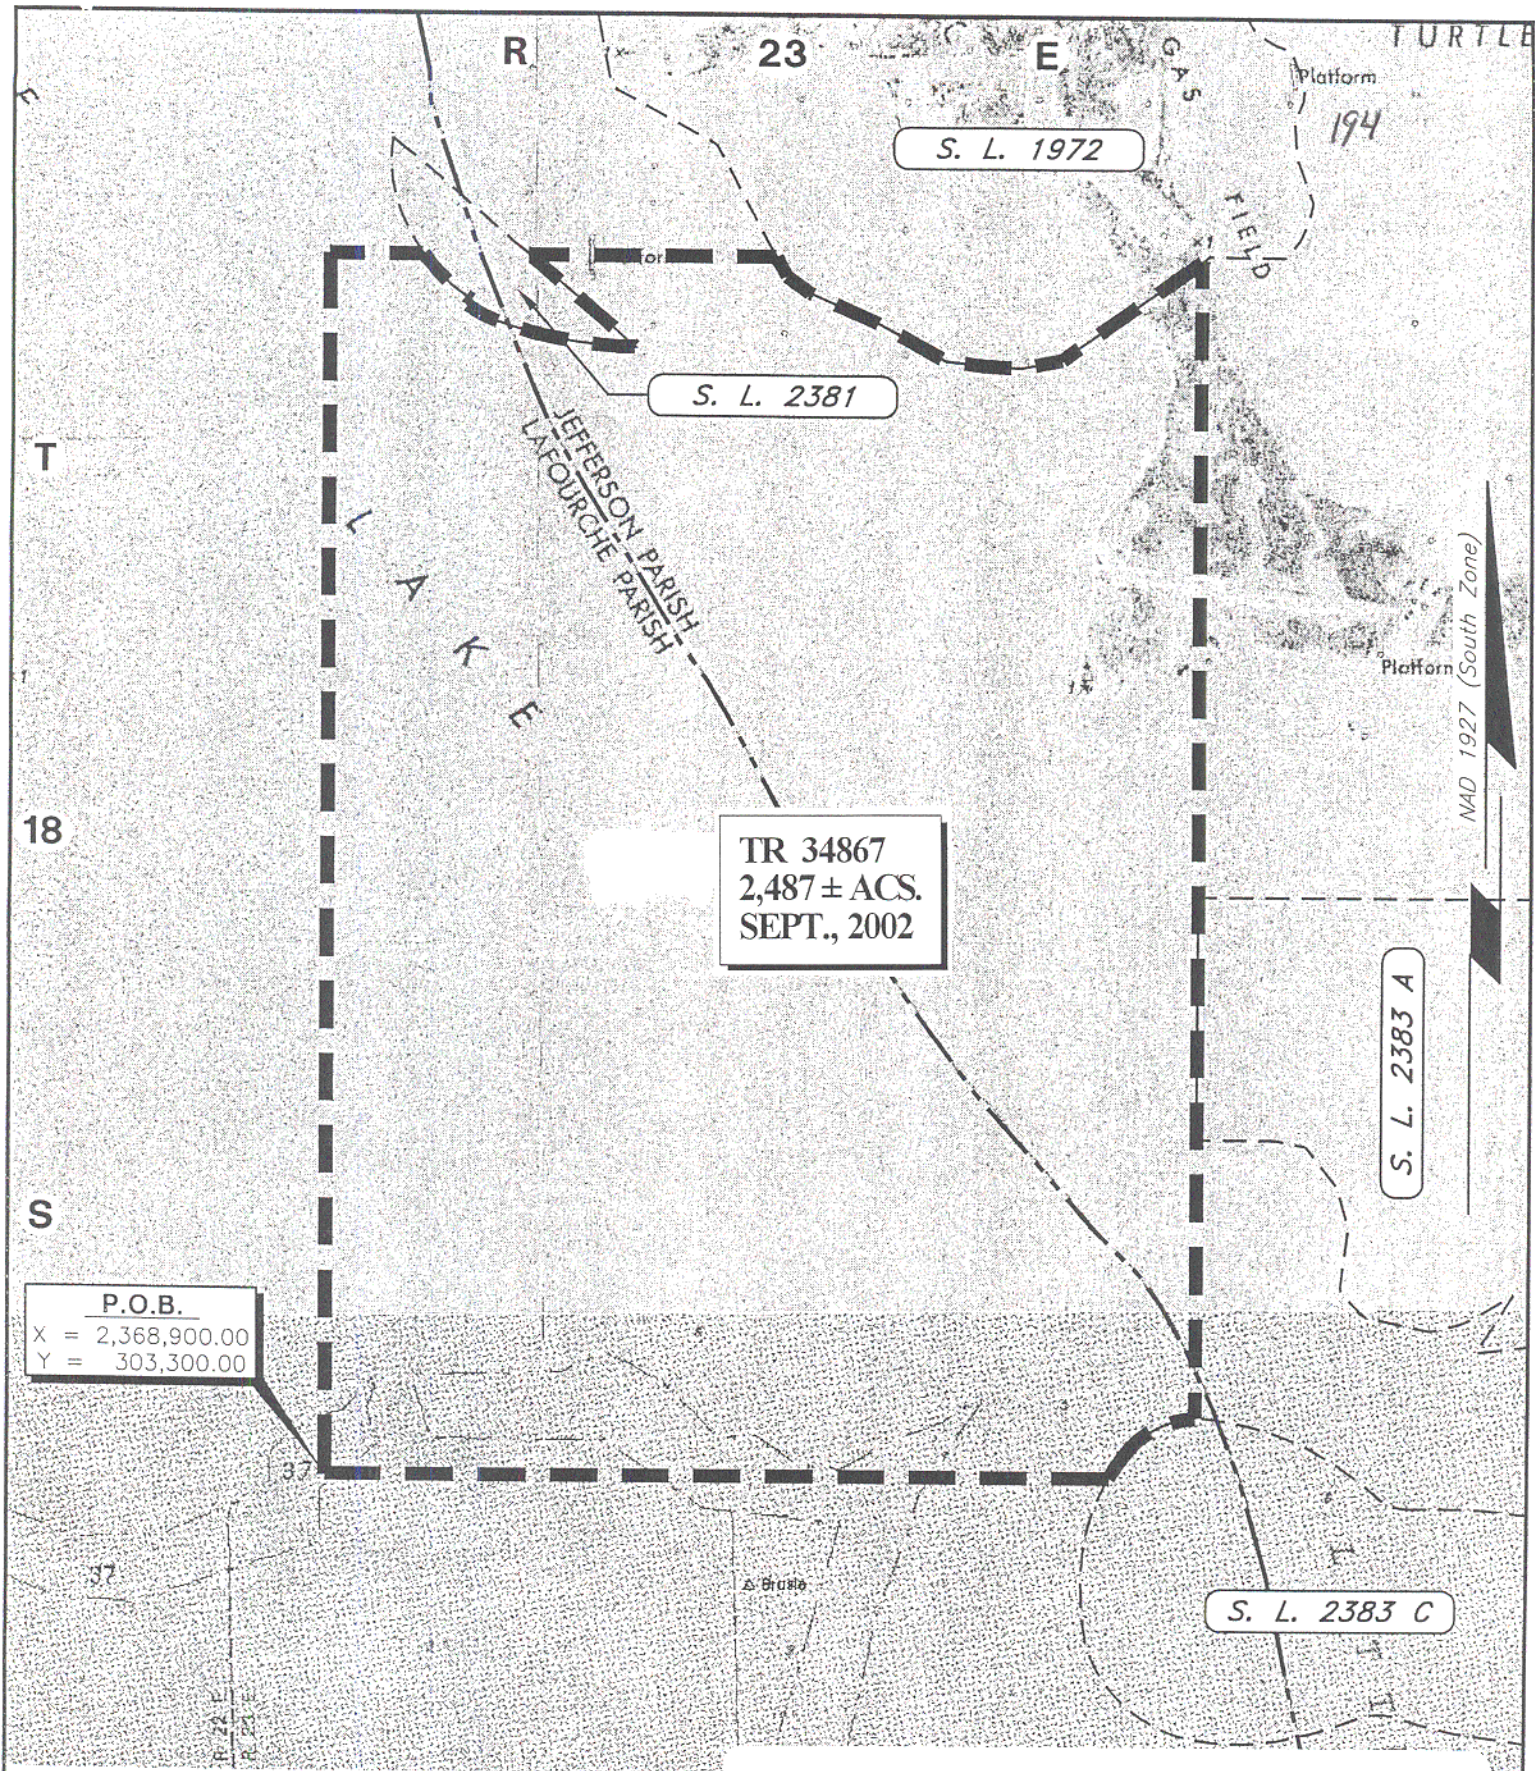 R 23 E
TURTLE
GAS
FIELD
Platform
194
S. L. 1972
S. L. 2381
JEFFERSON PARISH
LAFOURCHE PARISH
T
LAKE
Platform
NAD 1927 (South Zone)
18
TR 34867
2,487 ± ACS.
SEPT., 2002
S. L. 2383 A
S
P.O.B.
X = 2,368,900.00
Y = 303,300.00
37
37
Brusle
S. L. 2383 C
L
I
T
R 22 E
R 23 E